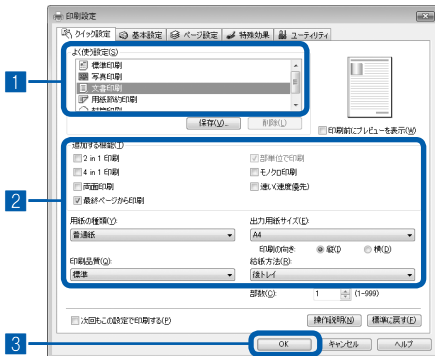 印刷設定
クイック設定 基本設定 ページ設定 特殊効果 ユーティリティ
よく使う設定(S)
標準印刷
写真印刷
文書印刷
用紙節約印刷
封筒印刷
保存(V)... 削除(L)
印刷前にプレビューを表示(W)
追加する機能(T)
2 in 1 印刷 部単位で印刷
4 in 1 印刷 モノクロ印刷
両面印刷 速い(速度優先)
最終ページから印刷
用紙の種類(Y): 出力用紙サイズ(E):
普通紙 A4
印刷の向き: 縦(I) 横(D)
印刷品質(Q): 給紙方法(R):
標準 後トレイ
部数(C): 1 (1-999)
次回もこの設定で印刷する(P) 操作説明(N) 標準に戻す(F)
OK キャンセル ヘルプ
1
2
3